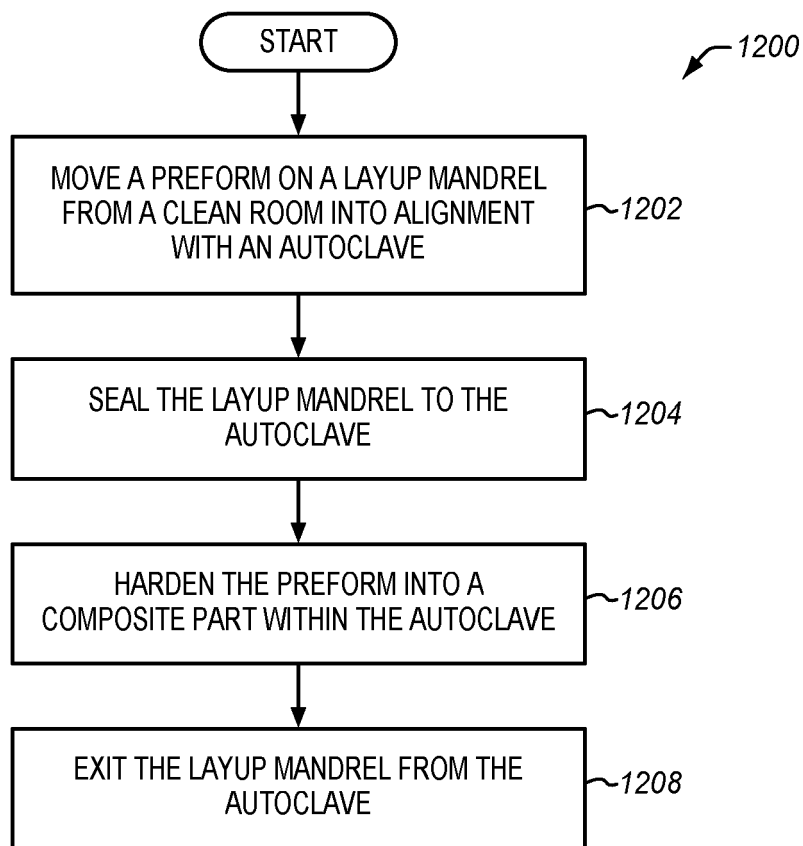 START
1200
MOVE A PREFORM ON A LAYUP MANDREL
FROM A CLEAN ROOM INTO ALIGNMENT
WITH AN AUTOCLAVE
1202
SEAL THE LAYUP MANDREL TO THE
AUTOCLAVE
1204
HARDEN THE PREFORM INTO A
COMPOSITE PART WITHIN THE AUTOCLAVE
1206
EXIT THE LAYUP MANDREL FROM THE
AUTOCLAVE
1208